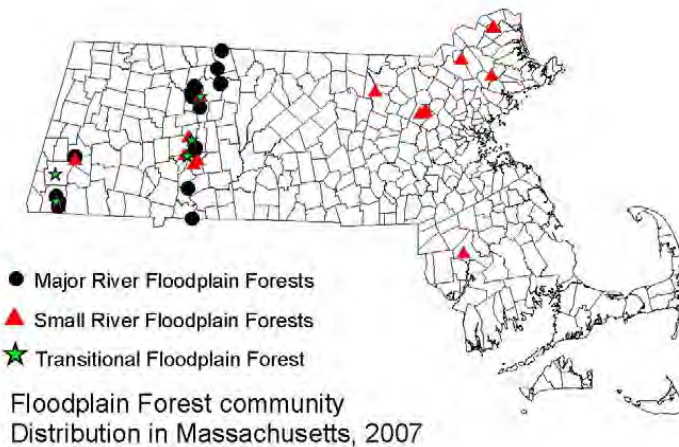 Major River Floodplain Forests
Small River Floodplain Forests
Transitional Floodplain Forest
Floodplain Forest community
Distribution in Massachusetts, 2007